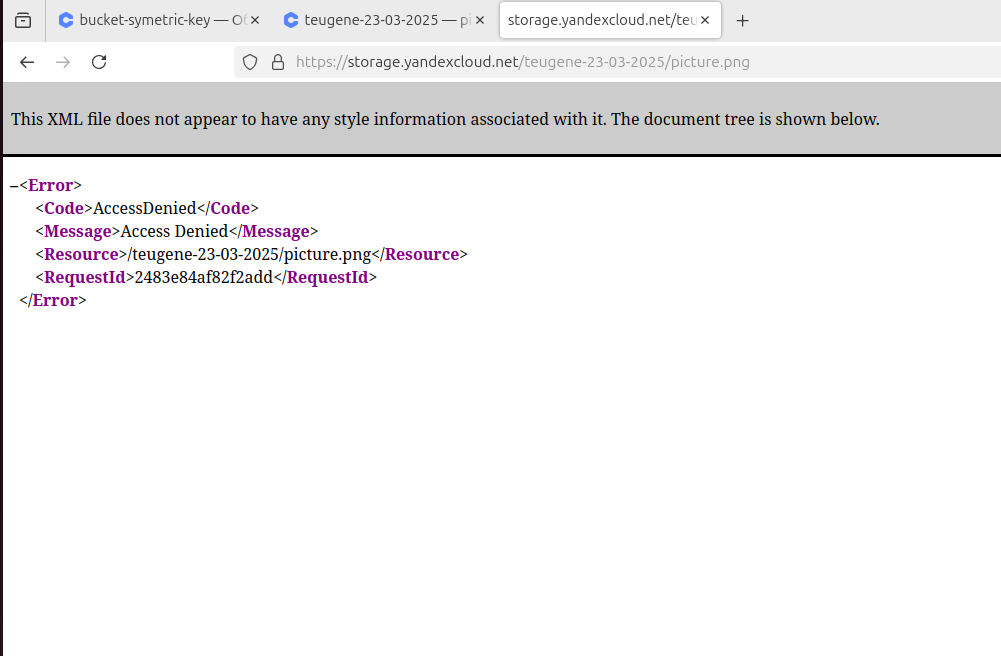 bucket-symetric-key — O
teugene-23-03-2025 — pi
storage.yandexcloud.net/teu
https://storage.yandexcloud.net/teugene-23-03-2025/picture.png
This XML file does not appear to have any style information associated with it. The document tree is shown below.
–<Error>
<Code>AccessDenied</Code>
<Message>Access Denied</Message>
<Resource>/teugene-23-03-2025/picture.png</Resource>
<RequestId>2483e84af82f2add</RequestId>
</Error>